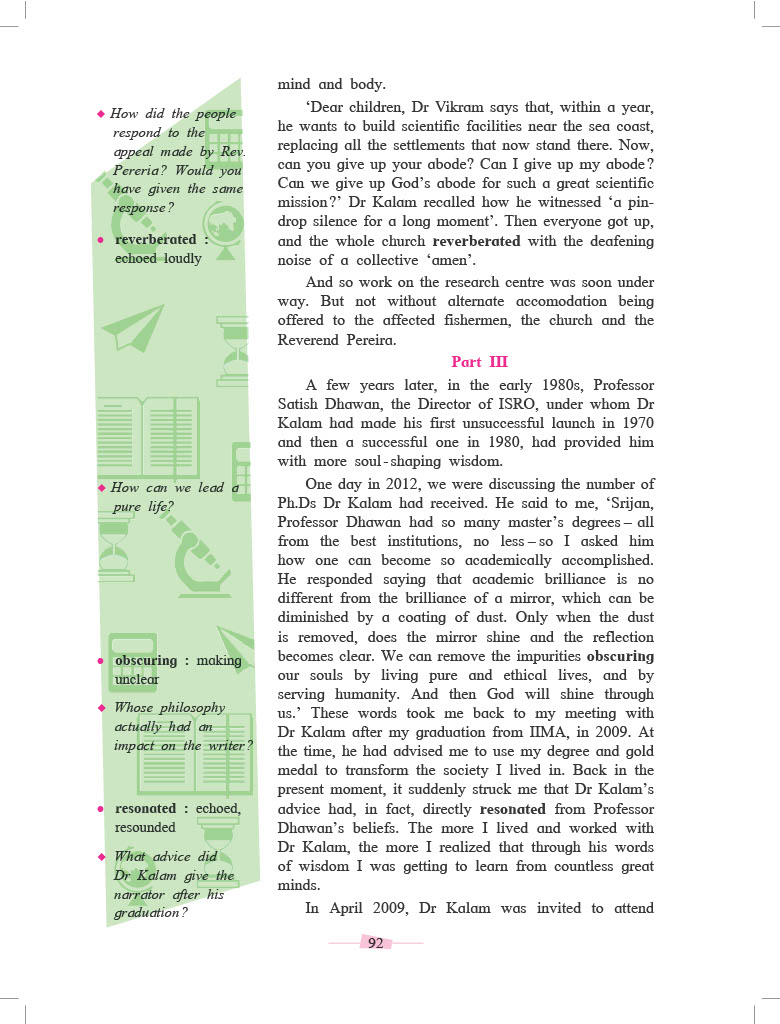 mind and body.
‘Dear children, Dr Vikram says that, within a year,
he wants to build scientific facilities near the sea coast,
replacing all the settlements that now stand there. Now,
can you give up your abode? Can I give up my abode?
Can we give up God’s abode for such a great scientific
mission?’ Dr Kalam recalled how he witnessed ‘a pin-
drop silence for a long moment’. Then everyone got up,
and the whole church reverberated with the deafening
noise of a collective ‘amen’.
And so work on the research centre was soon under
way. But not without alternate accomodation being
offered to the affected fishermen, the church and the
Reverend Pereira.
Part III
A few years later, in the early 1980s, Professor
Satish Dhawan, the Director of ISRO, under whom Dr
Kalam had made his first unsuccessful launch in 1970
and then a successful one in 1980, had provided him
with more soul-shaping wisdom.
One day in 2012, we were discussing the number of
Ph.Ds Dr Kalam had received. He said to me, ‘Srijan,
Professor Dhawan had so many master’s degrees – all
from the best institutions, no less – so I asked him
how one can become so academically accomplished.
He responded saying that academic brilliance is no
different from the brilliance of a mirror, which can be
diminished by a coating of dust. Only when the dust
is removed, does the mirror shine and the reflection
becomes clear. We can remove the impurities obscuring
our souls by living pure and ethical lives, and by
serving humanity. And then God will shine through
us.’ These words took me back to my meeting with
Dr Kalam after my graduation from IIMA, in 2009. At
the time, he had advised me to use my degree and gold
medal to transform the society I lived in. Back in the
present moment, it suddenly struck me that Dr Kalam’s
advice had, in fact, directly resonated from Professor
Dhawan’s beliefs. The more I lived and worked with
Dr Kalam, the more I realized that through his words
of wisdom I was getting to learn from countless great
minds.
In April 2009, Dr Kalam was invited to attend
◆ How did the people
respond to the
appeal made by Rev.
Pereria? Would you
have given the same
response?
● reverberated :
echoed loudly
◆ How can we lead a
pure life?
● obscuring : making
unclear
◆ Whose philosophy
actually had an
impact on the writer?
● resonated : echoed,
resounded
◆ What advice did
Dr Kalam give the
narrator after his
graduation?
92